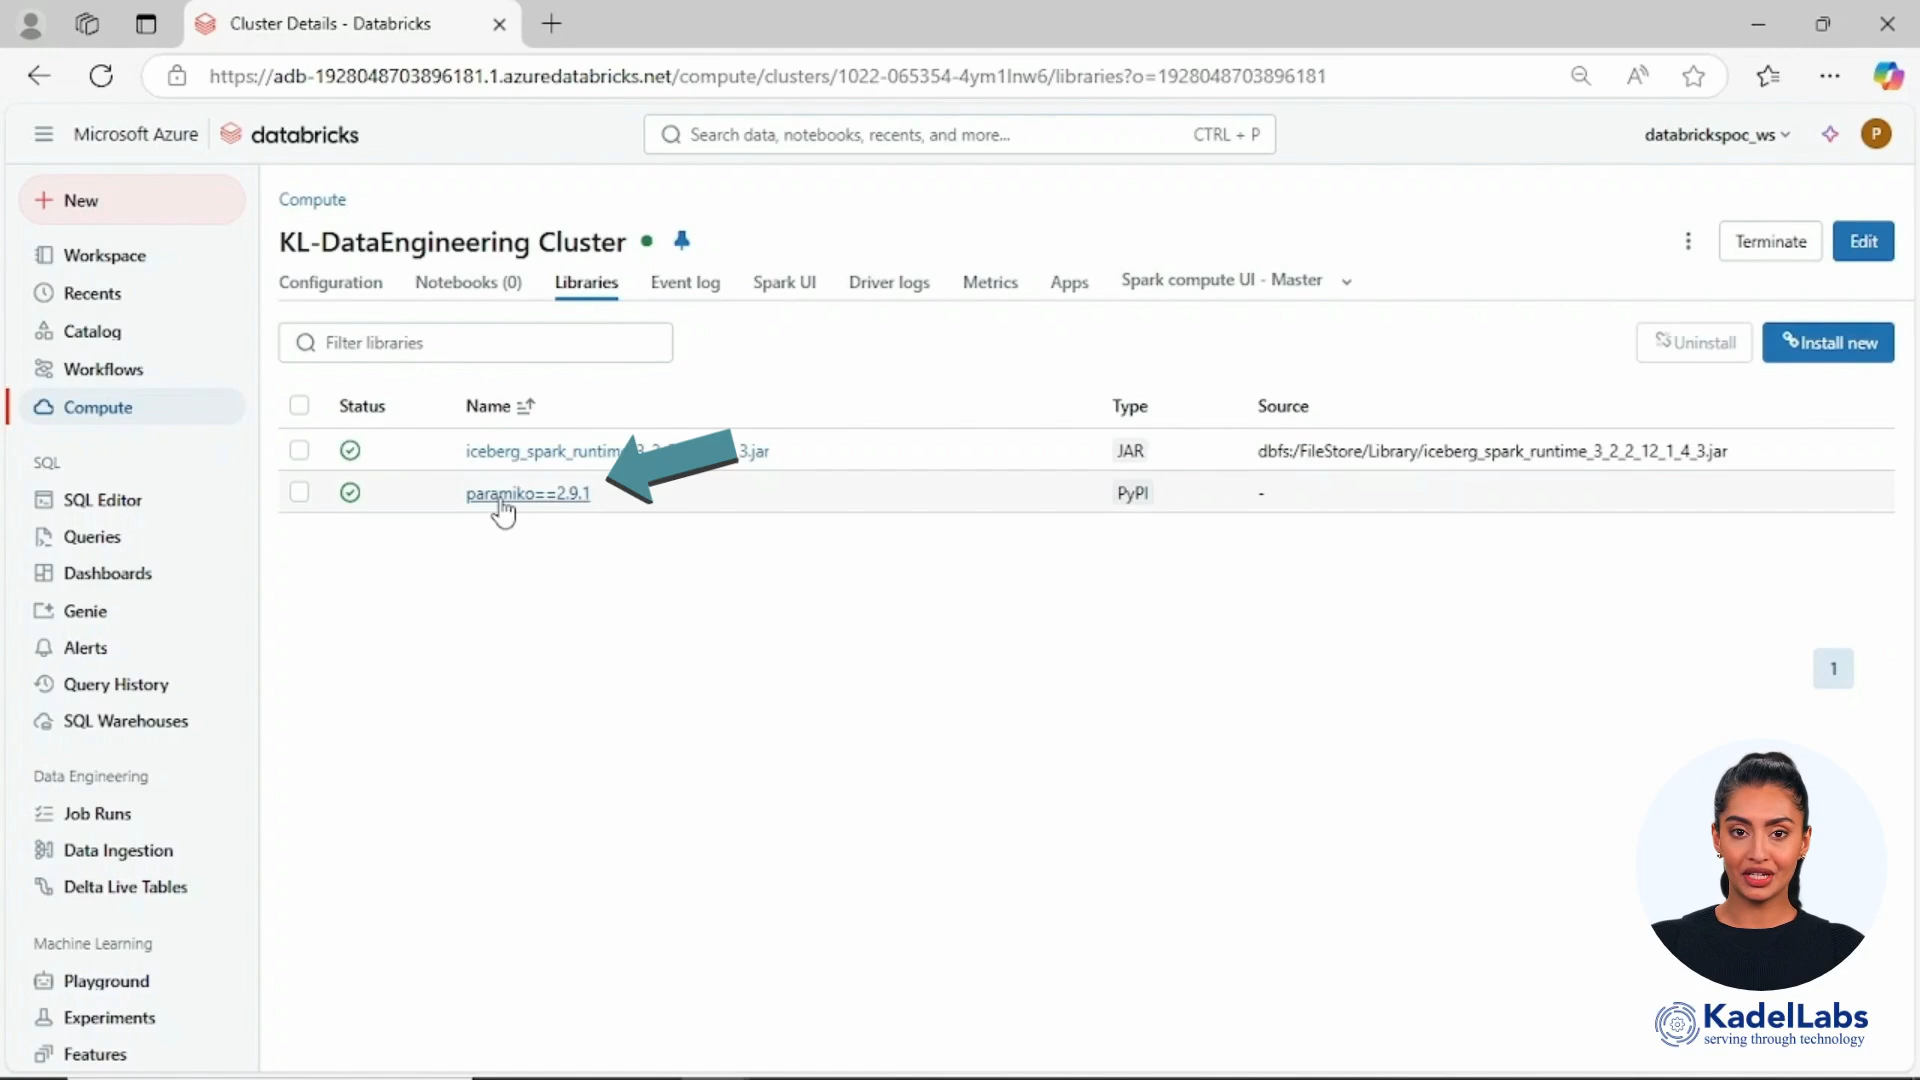 Cluster Details - Databricks
https://adb-1928048703896181.1.azuredatabricks.net/compute/clusters/1022-065354-4ym1lnw6/libraries?o=1928048703896181
Microsoft Azure databricks
Search data, notebooks, recents, and more... CTRL + P
databrickspoc_ws P
New
Workspace
Recents
Catalog
Workflows
Compute
SQL
SQL Editor
Queries
Dashboards
Genie
Alerts
Query History
SQL Warehouses
Data Engineering
Job Runs
Data Ingestion
Delta Live Tables
Machine Learning
Playground
Experiments
Features
Compute
KL-DataEngineering Cluster
Terminate Edit
Configuration Notebooks (0) Libraries Event log Spark UI Driver logs Metrics Apps Spark compute UI - Master
Filter libraries
Uninstall Install new
Status Name Type Source
iceberg_spark_runtim 3.jar JAR dbfs:/FileStore/Library/iceberg_spark_runtime_3_2_2_12_1_4_3.jar
paramiko==2.9.1 PyPI -
1
KadelLabs
serving through technology